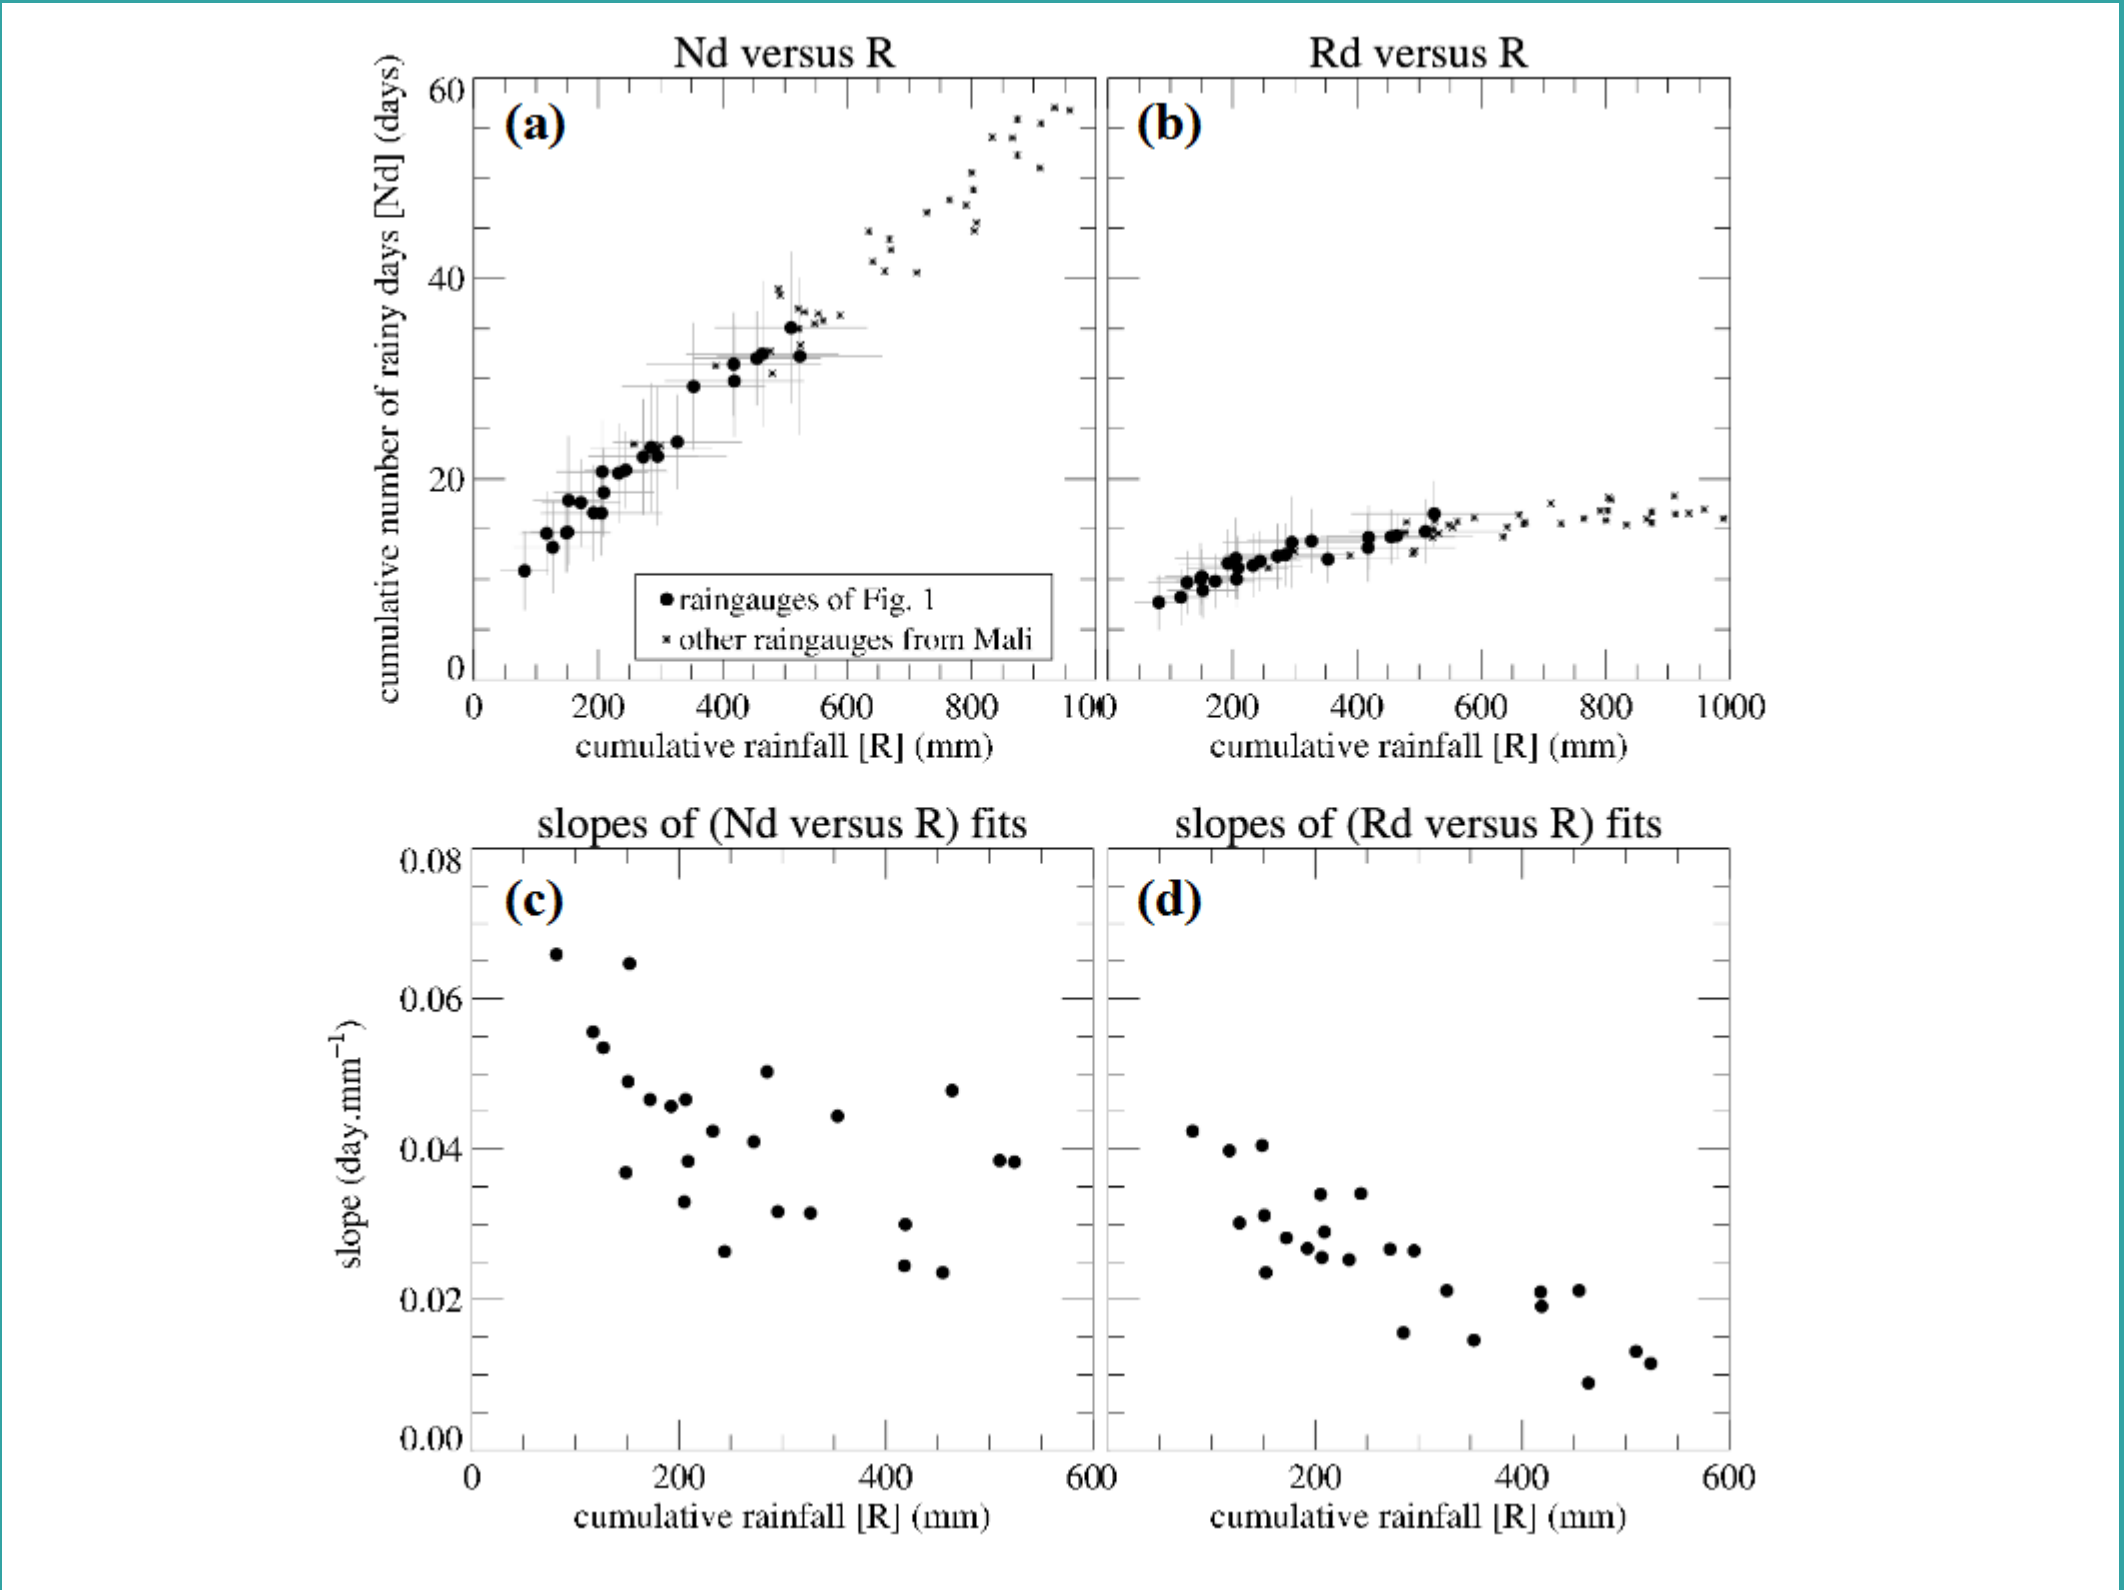 Nd versus R
Rd versus R
cumulative number of rainy days [Nd] (days)
(a)
(b)
60
40
20
0
● raingauges of Fig. 1
× other raingauges from Mali
0 200 400 600 800 100
0 200 400 600 800 1000
cumulative rainfall [R] (mm)
cumulative rainfall [R] (mm)
slopes of (Nd versus R) fits
slopes of (Rd versus R) fits
slope (day.mm⁻¹)
(c)
(d)
0.08
0.06
0.04
0.02
0.00
0 200 400 600
200 400 600
cumulative rainfall [R] (mm)
cumulative rainfall [R] (mm)